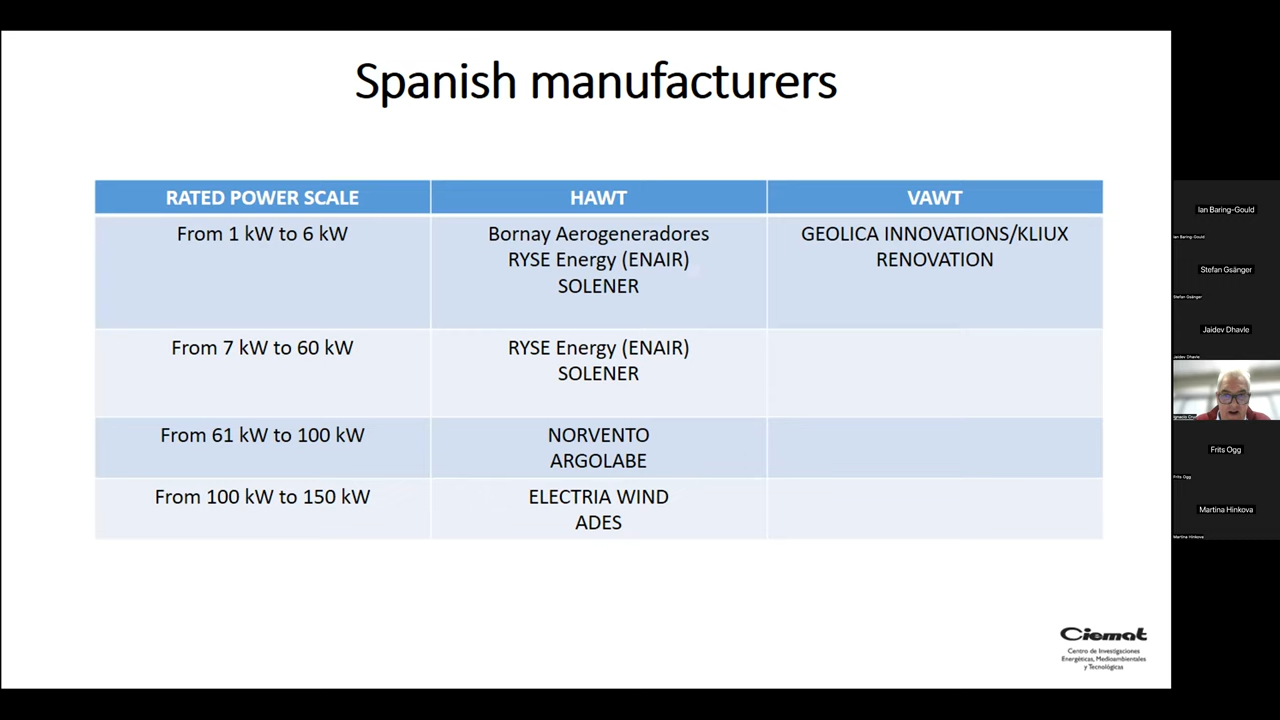 Spanish manufacturers
RATED POWER SCALE HAWT VAWT
From 1 kW to 6 kW Bornay Aerogeneradores GEOLICA INNOVATIONS/KLIUX
RYSE Energy (ENAIR) RENOVATION
SOLENER
From 7 kW to 60 kW RYSE Energy (ENAIR)
SOLENER
From 61 kW to 100 kW NORVENTO
ARGOLABE
From 100 kW to 150 kW ELECTRIA WIND
ADES
Ciemat
Centro de Investigaciones
Energéticas, Medioambientales
y Tecnológicas
Ian Baring-Gould
Ian Baring-Gould
Stefan Gsänger
Stefan Gsänger
Jaidev Dhavle
Jaidev Dhavle
Ignacio
Frits Ogg
Frits Ogg
Martina Hinkova
Martina Hinkova